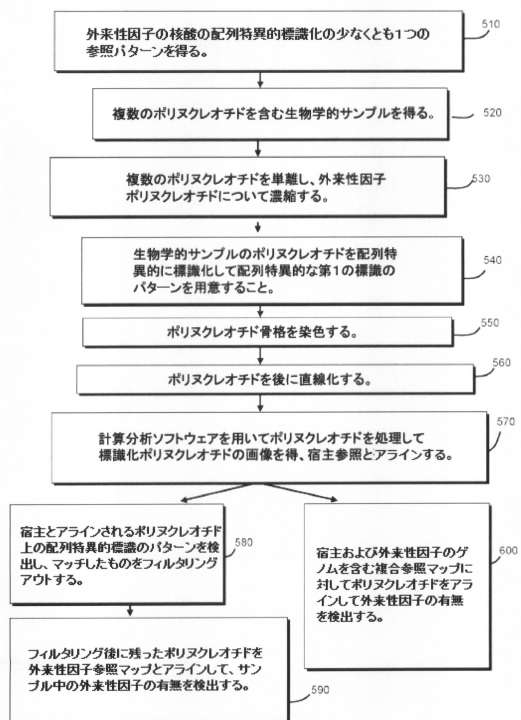 外来性因子の核酸の配列特異的標識化の少なくとも1つの
参照パターンを得る。
510
複数のポリヌクレオチドを含む生物学的サンプルを得る。
520
複数のポリヌクレオチドを単離し、外来性因子
ポリヌクレオチドについて濃縮する。
530
生物学的サンプルのポリヌクレオチドを配列特
異的に標識化して配列特異的な第1の標識の
パターンを用意すること。
540
ポリヌクレオチド骨格を染色する。
550
ポリヌクレオチドを後に直線化する。
560
計算分析ソフトウェアを用いてポリヌクレオチドを処理して
標識化ポリヌクレオチドの画像を得、宿主参照とアラインする。
570
宿主とアラインされるポリヌクレオチド
上の配列特異的標識のパターンを検
出し、マッチしたものをフィルタリング
アウトする。
580
宿主および外来性因子のゲ
ノムを含む複合参照マップに
対してポリヌクレオチドをアラ
インして外来性因子の有無
を検出する。
600
フィルタリング後に残ったポリヌクレオチドを
外来性因子参照マップとアラインして、サン
プル中の外来性因子の有無を検出する。
590